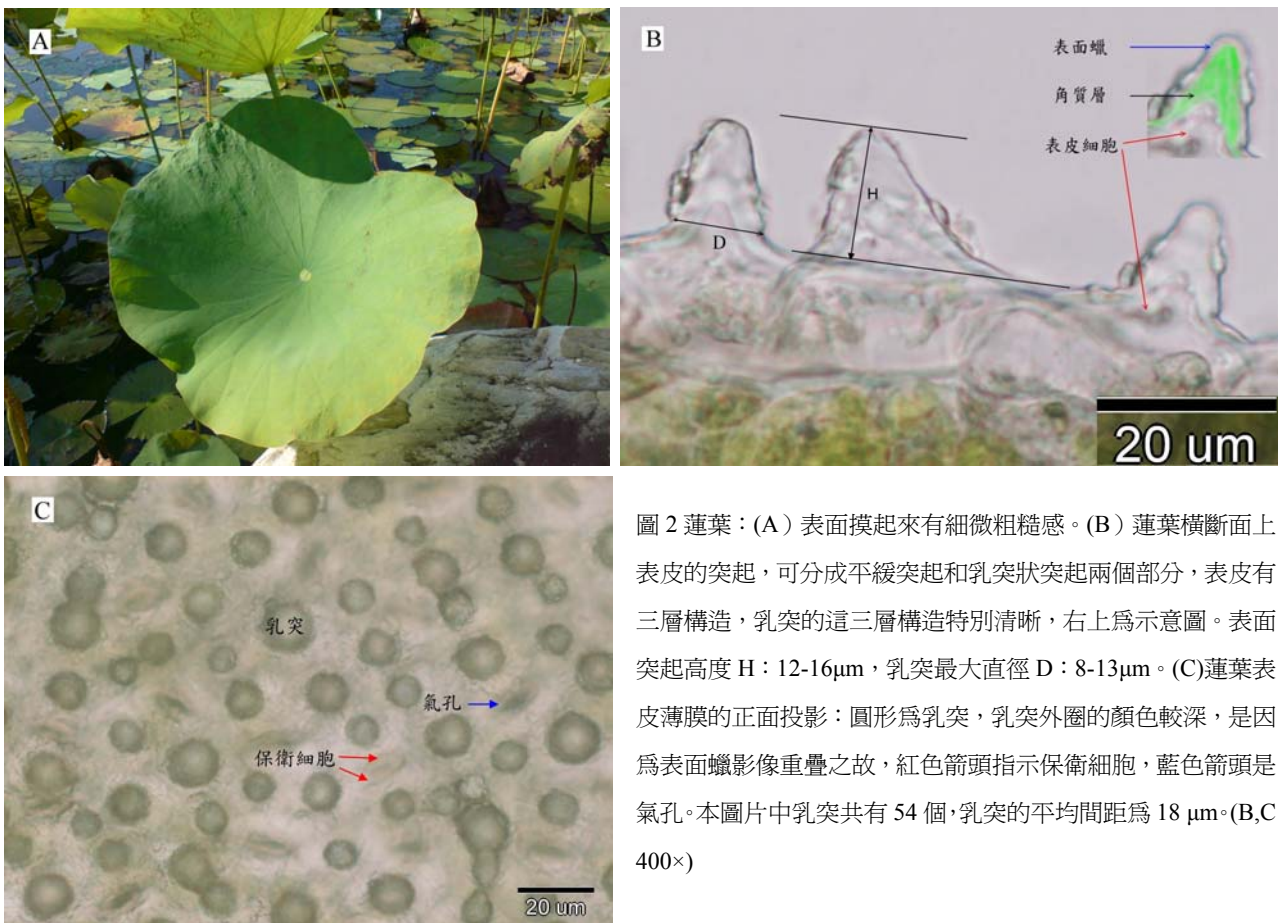 A
B
表面蠟
角質層
表皮細胞
H
D
20 um
C
乳突
氣孔
保衛細胞
20 um
圖 2 蓮葉：(A）表面摸起來有細微粗糙感。(B）蓮葉橫斷面上
表皮的突起，可分成平緩突起和乳突狀突起兩個部分，表皮有
三層構造，乳突的這三層構造特別清晰，右上爲示意圖。表面
突起高度 H：12-16μm，乳突最大直徑 D：8-13μm。(C)蓮葉表
皮薄膜的正面投影：圓形爲乳突，乳突外圈的顏色較深，是因
爲表面蠟影像重疊之故，紅色箭頭指示保衛細胞，藍色箭頭是
氣孔。本圖片中乳突共有 54 個，乳突的平均間距爲 18 μm。(B,C
400×)